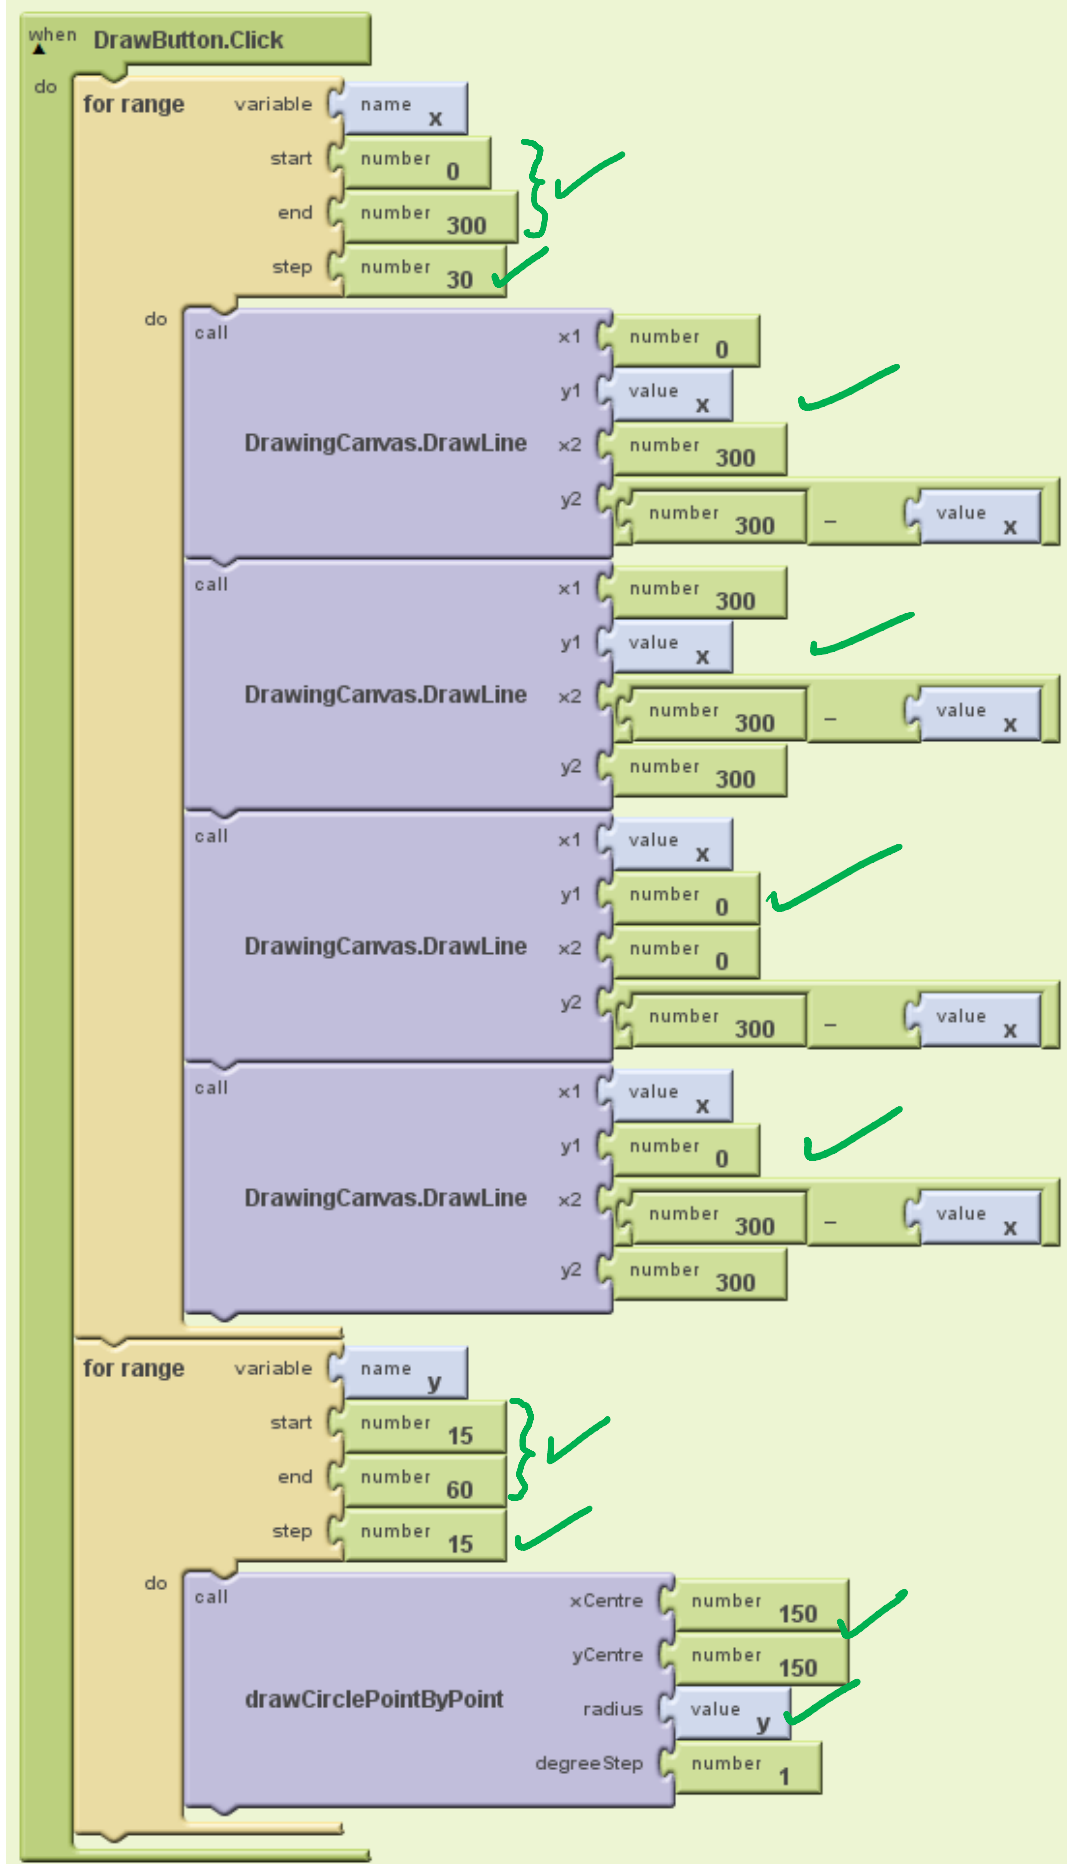 when DrawButton.Click
do
for range variable name x
start number 0
end number 300
step number 30
do
call x1 number 0
y1 value x
DrawingCanvas.DrawLine x2 number 300
y2 number 300 - value x
call x1 number 300
y1 value x
DrawingCanvas.DrawLine x2 number 300 - value x
y2 number 300
call x1 value x
y1 number 0
DrawingCanvas.DrawLine x2 number 0
y2 number 300 - value x
call x1 value x
y1 number 0
DrawingCanvas.DrawLine x2 number 300 - value x
y2 number 300
for range variable name y
start number 15
end number 60
step number 15
do
call xCentre number 150
yCentre number 150
drawCirclePointByPoint radius value y
degreeStep number 1